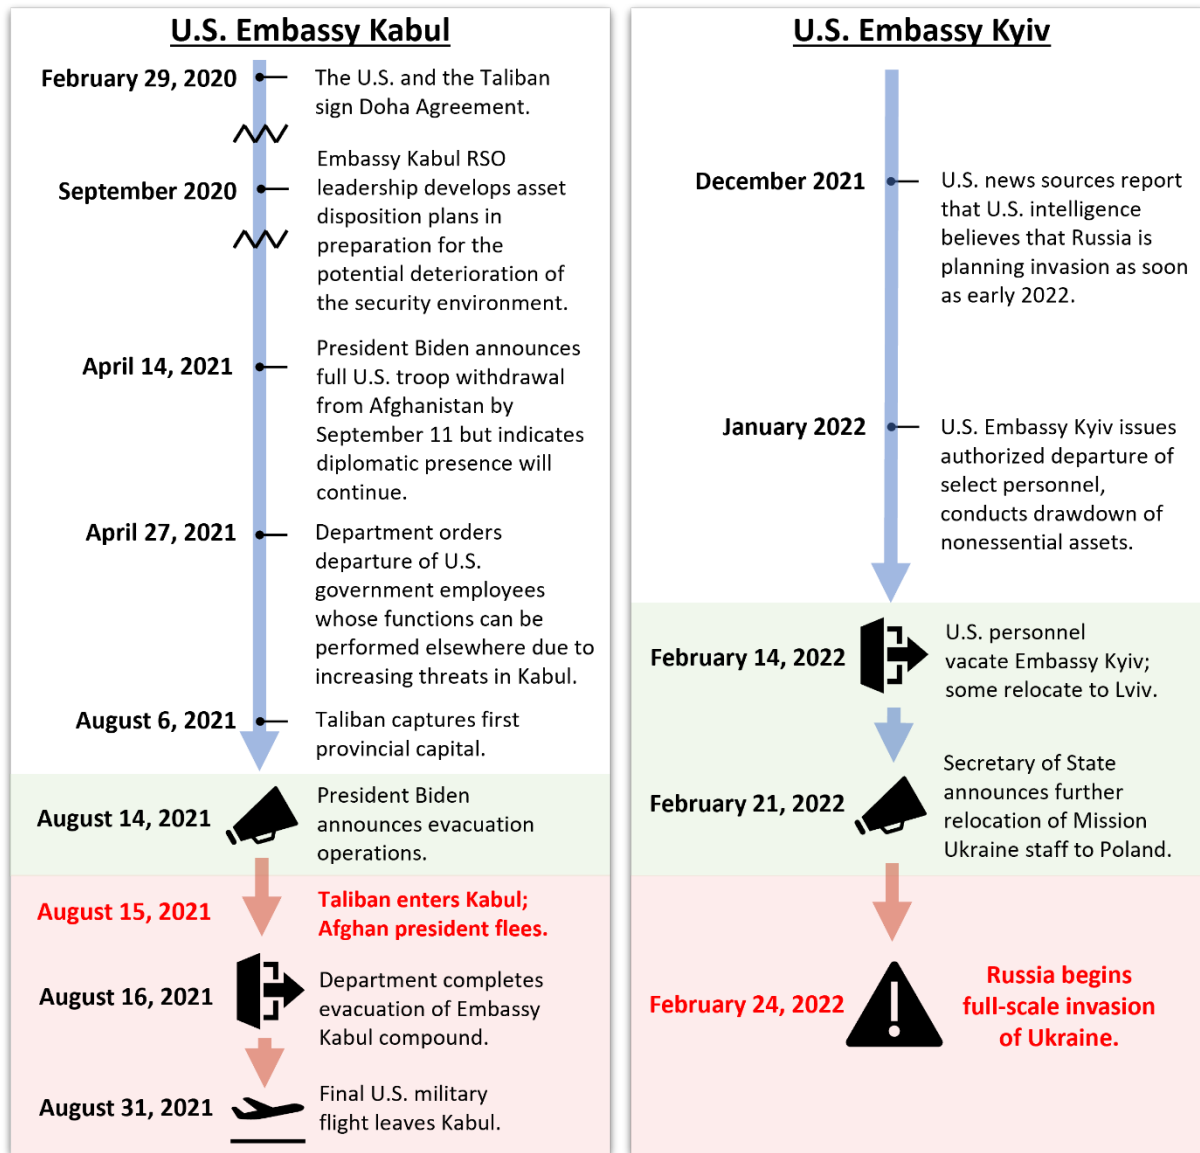 U.S. Embassy Kabul
February 29, 2020
The U.S. and the Taliban
sign Doha Agreement.
September 2020
Embassy Kabul RSO
leadership develops asset
disposition plans in
preparation for the
potential deterioration of
the security environment.
April 14, 2021
President Biden announces
full U.S. troop withdrawal
from Afghanistan by
September 11 but indicates
diplomatic presence will
continue.
April 27, 2021
Department orders
departure of U.S.
government employees
whose functions can be
performed elsewhere due to
increasing threats in Kabul.
August 6, 2021
Taliban captures first
provincial capital.
August 14, 2021
President Biden
announces evacuation
operations.
August 15, 2021
Taliban enters Kabul;
Afghan president flees.
August 16, 2021
Department completes
evacuation of Embassy
Kabul compound.
August 31, 2021
Final U.S. military
flight leaves Kabul.
U.S. Embassy Kyiv
December 2021
U.S. news sources report
that U.S. intelligence
believes that Russia is
planning invasion as soon
as early 2022.
January 2022
U.S. Embassy Kyiv issues
authorized departure of
select personnel,
conducts drawdown of
nonessential assets.
February 14, 2022
U.S. personnel
vacate Embassy Kyiv;
some relocate to Lviv.
February 21, 2022
Secretary of State
announces further
relocation of Mission
Ukraine staff to Poland.
February 24, 2022
Russia begins
full-scale invasion
of Ukraine.